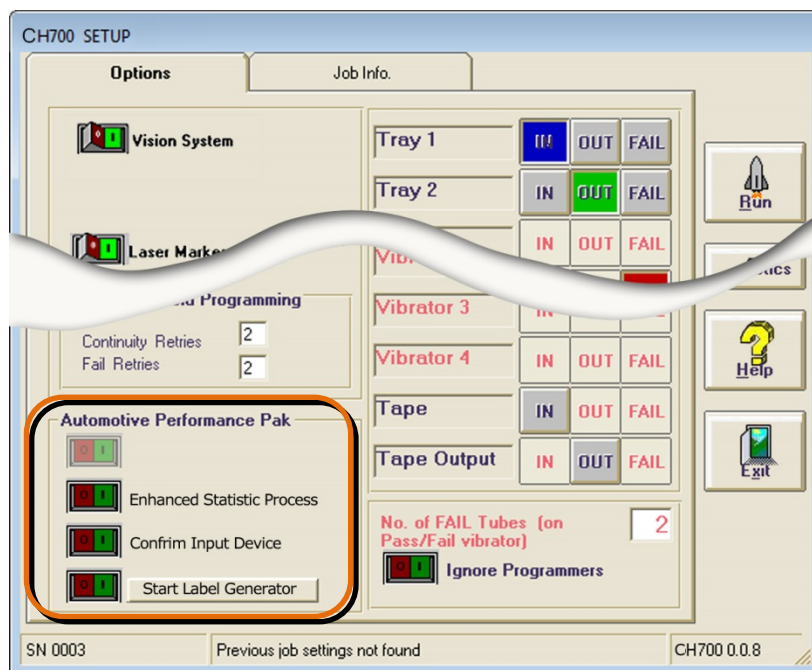 CH700 SETUP
Options
Job Info.
Vision System
Laser Marke
Programming
Continuity Retries 2
Fail Retries 2
Automotive Performance Pak
Enhanced Statistic Process
Confrim Input Device
Start Label Generator
Tray 1 IN OUT FAIL
Tray 2 IN OUT FAIL
IN OUT FAIL
Vibrator 3
Vibrator 4 IN OUT FAIL
Tape IN OUT FAIL
Tape Output IN OUT FAIL
No. of FAIL Tubes (on
Pass/Fail vibrator) 2
Ignore Programmers
Run
Help
Exit
SN 0003
Previous job settings not found
CH700 0.0.8